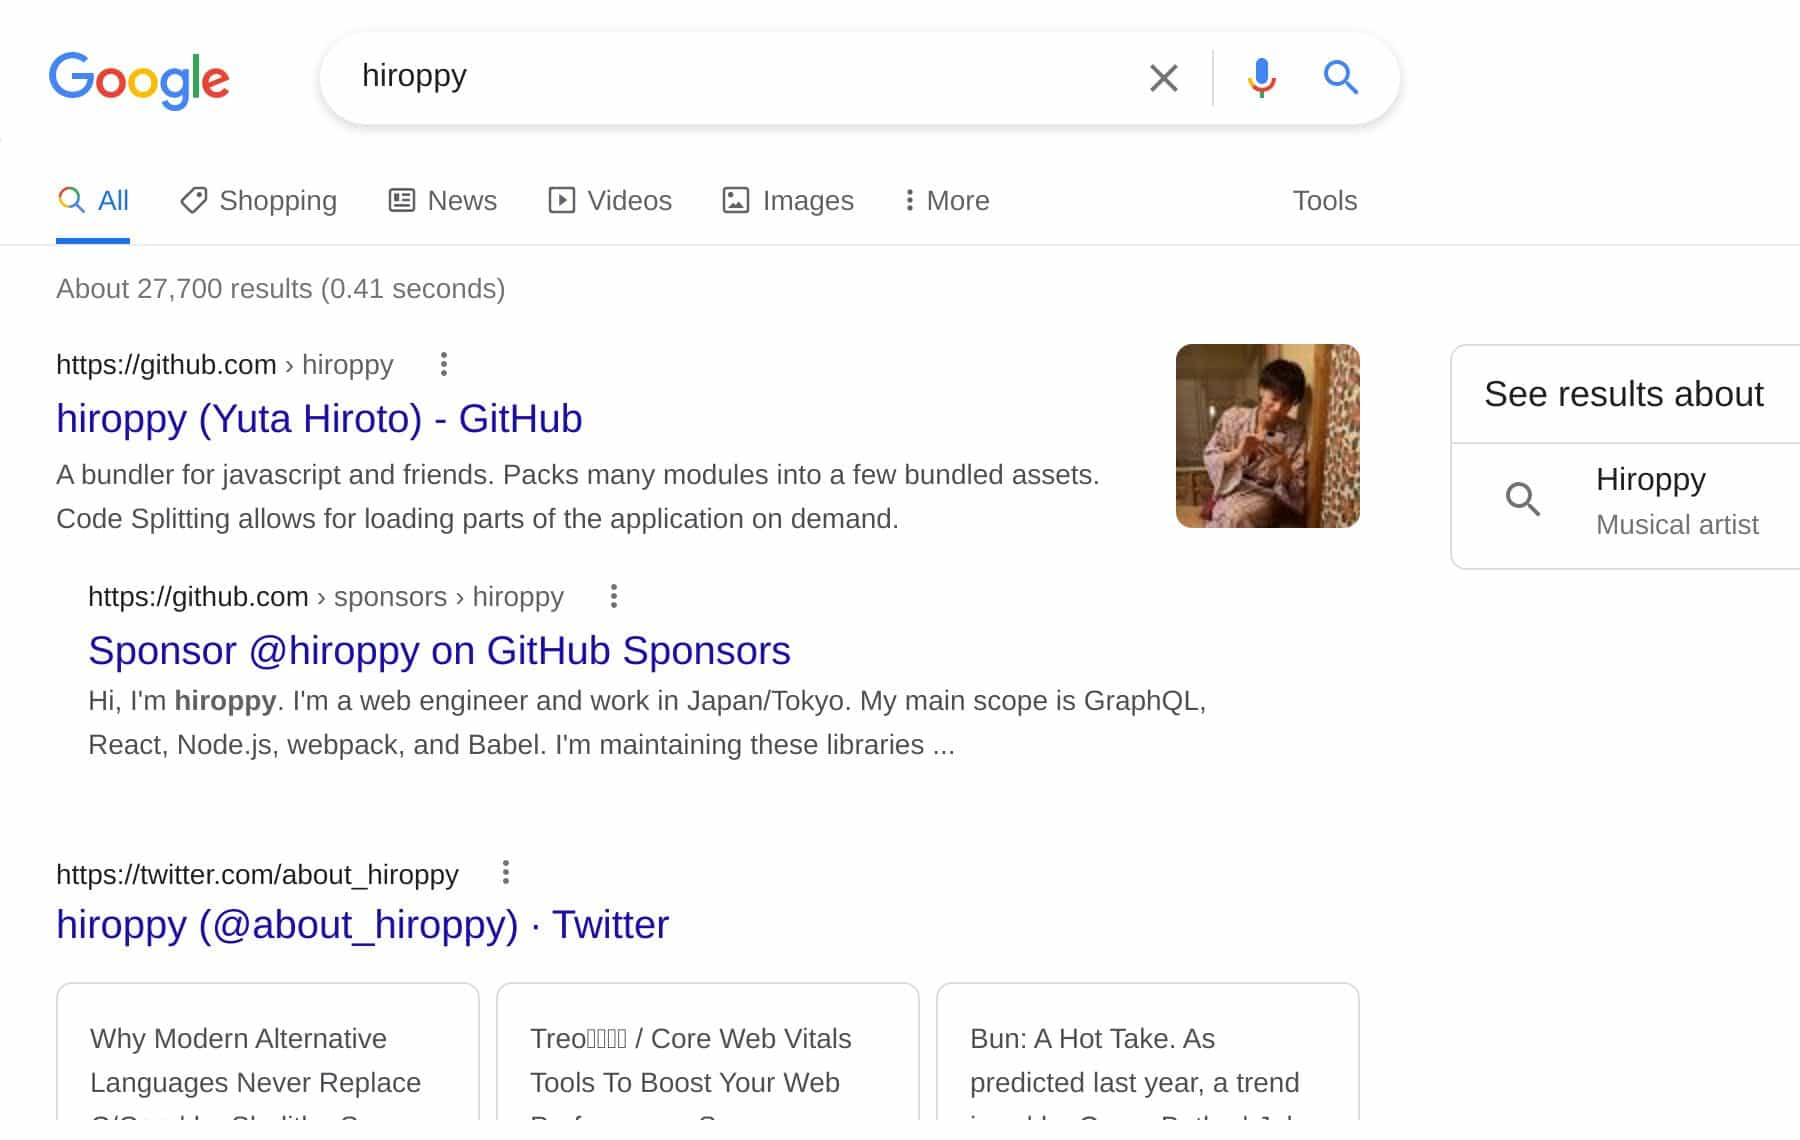 Google
hiroppy
All Shopping News Videos Images More Tools
About 27,700 results (0.41 seconds)
https://github.com › hiroppy
hiroppy (Yuta Hiroto) - GitHub
A bundler for javascript and friends. Packs many modules into a few bundled assets.
Code Splitting allows for loading parts of the application on demand.
https://github.com › sponsors › hiroppy
Sponsor @hiroppy on GitHub Sponsors
Hi, I'm hiroppy. I'm a web engineer and work in Japan/Tokyo. My main scope is GraphQL,
React, Node.js, webpack, and Babel. I'm maintaining these libraries ...
https://twitter.com/about_hiroppy
hiroppy (@about_hiroppy) · Twitter
Why Modern Alternative
Languages Never Replace
Treo / Core Web Vitals
Tools To Boost Your Web
Bun: A Hot Take. As
predicted last year, a trend
See results about
Hiroppy
Musical artist